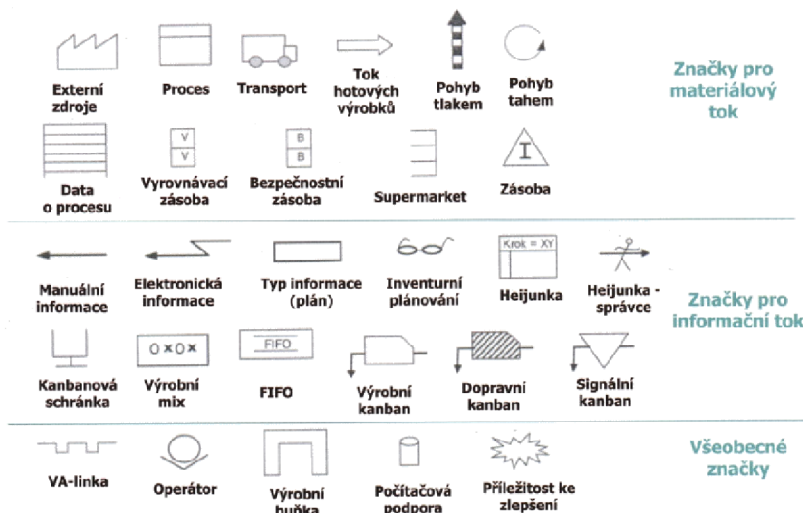 Externí
zdroje
Proces
Transport
Tok
hotových
výrobků
Pohyb
tlakem
Pohyb
tahem
Značky pro
materiálový
tok
Data
o procesu
V
V
Vyrovnávací
zásoba
B
B
Bezpečnostní
zásoba
Supermarket
I
Zásoba
Manuální
informace
Elektronická
informace
Typ informace
(plán)
Inventurní
plánování
Krok = XY
Heijunka
Heijunka -
správce
Značky pro
informační tok
Kanbanová
schránka
OXOX
Výrobní
mix
FIFO
FIFO
Výrobní
kanban
Dopravní
kanban
Signální
kanban
VA-linka
Operátor
Výrobní
buňka
Počítačová
podpora
Příležitost ke
zlepšení
Všeobecné
značky